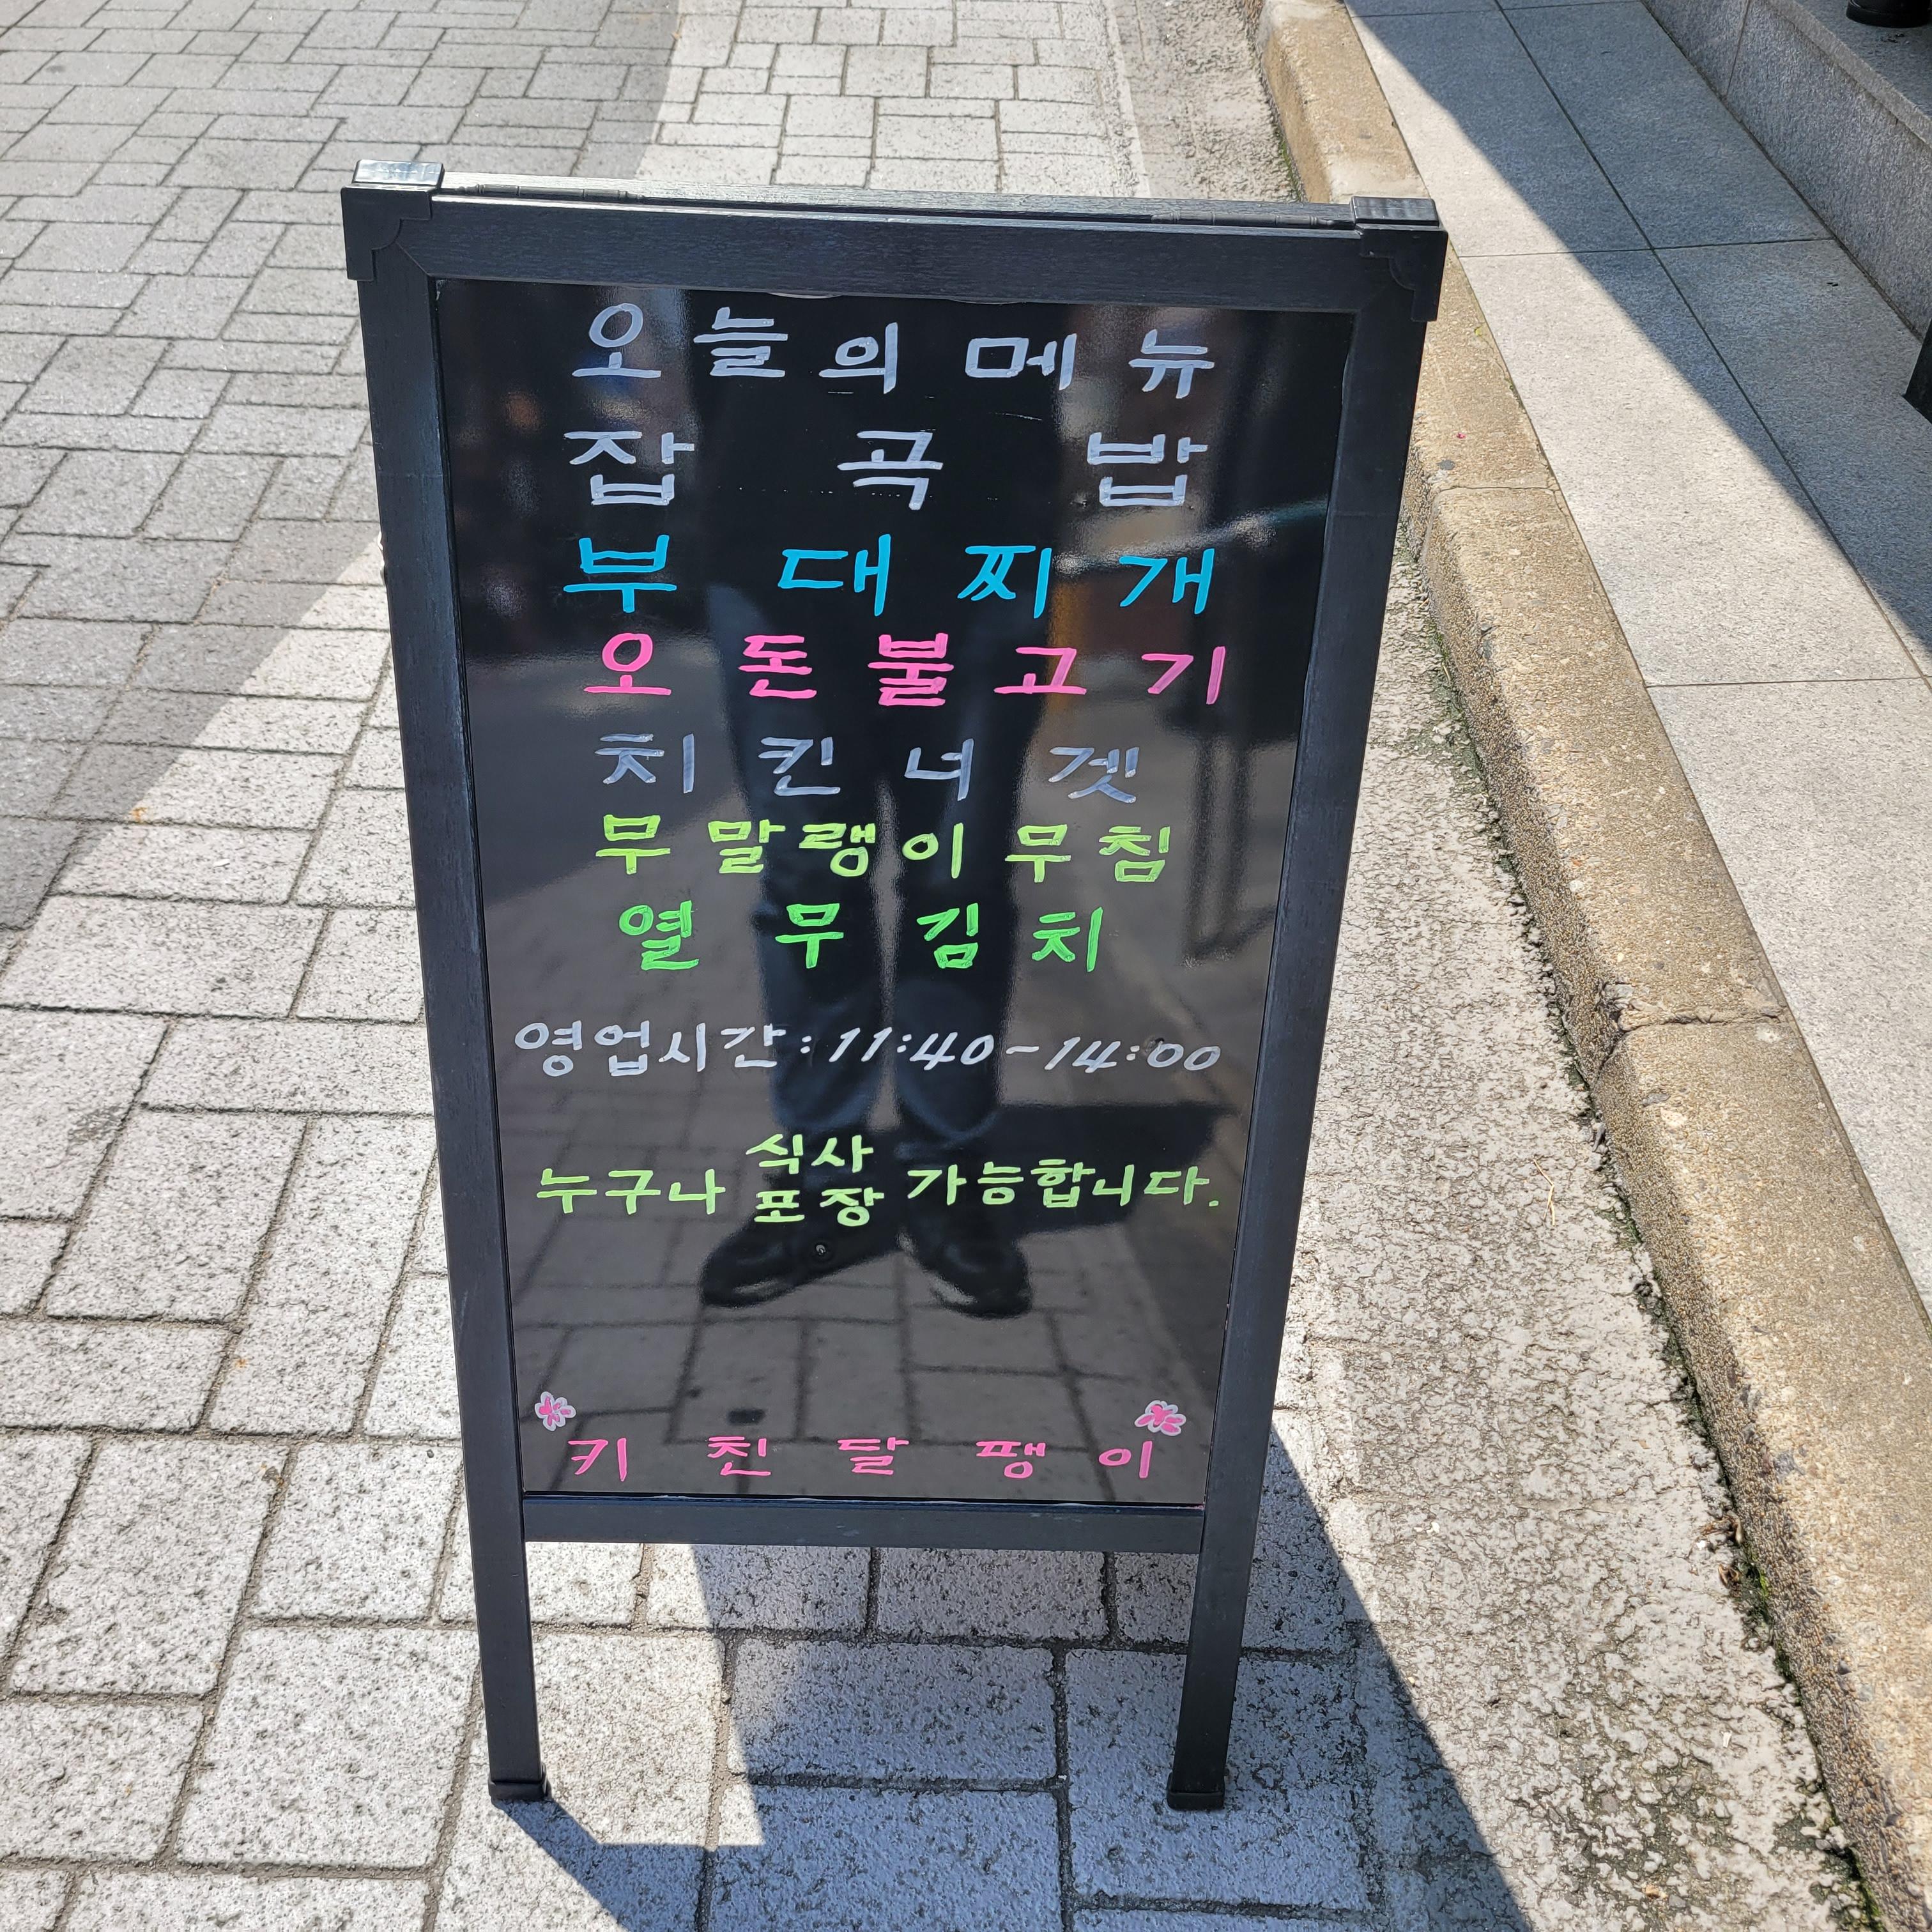 오늘의 메뉴
잡곡밥
부대찌개
오돈불고기
치킨너겟
무말랭이무침
열무김치
영업시간:11:40~14:00
누구나 식사 포장 가능합니다.
키친달팽이